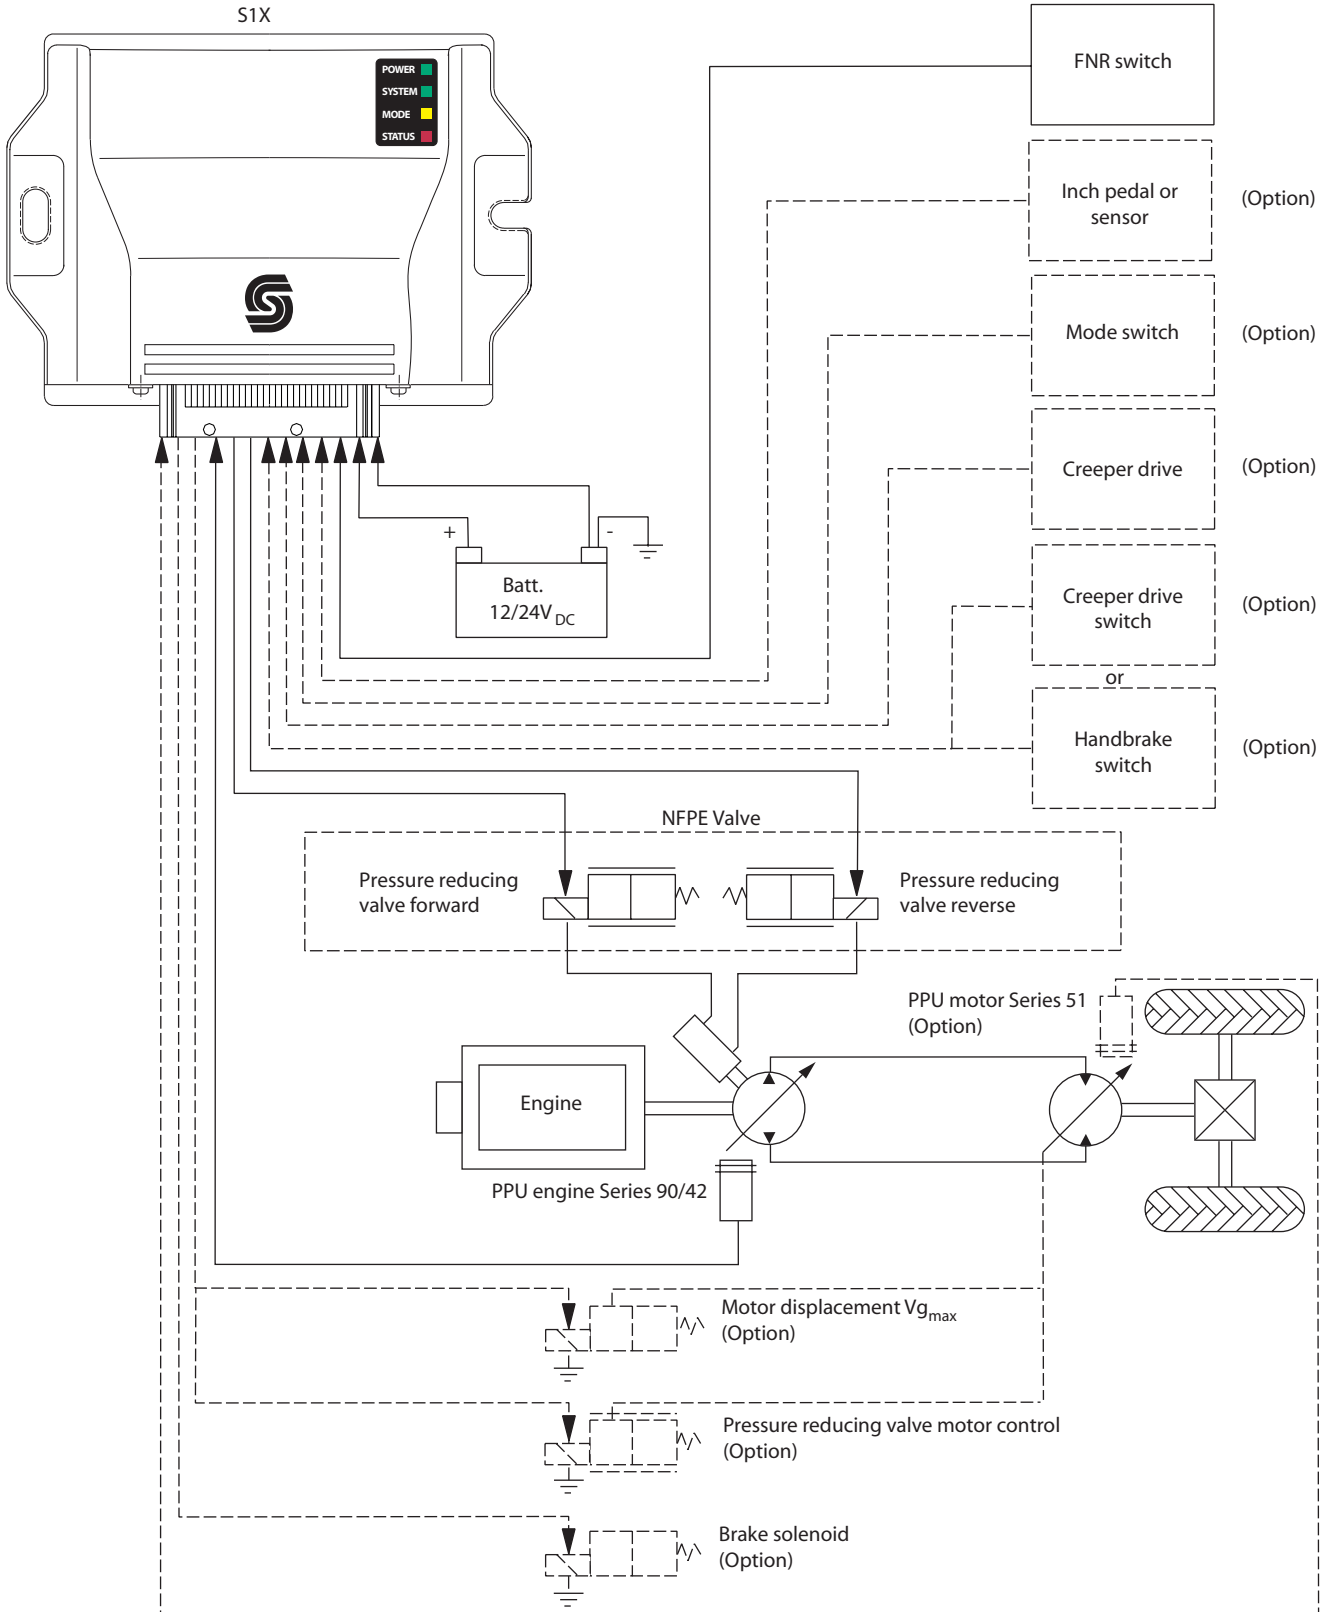 S1X
POWER
SYSTEM
MODE
STATUS
FNR switch
Inch pedal or
sensor
(Option)
Mode switch
(Option)
Creeper drive
(Option)
Creeper drive
switch
(Option)
or
Handbrake
switch
(Option)
+
-
Batt.
12/24V DC
NFPE Valve
Pressure reducing
valve forward
Pressure reducing
valve reverse
PPU motor Series 51
(Option)
Engine
PPU engine Series 90/42
Motor displacement Vgmax
(Option)
Pressure reducing valve motor control
(Option)
Brake solenoid
(Option)